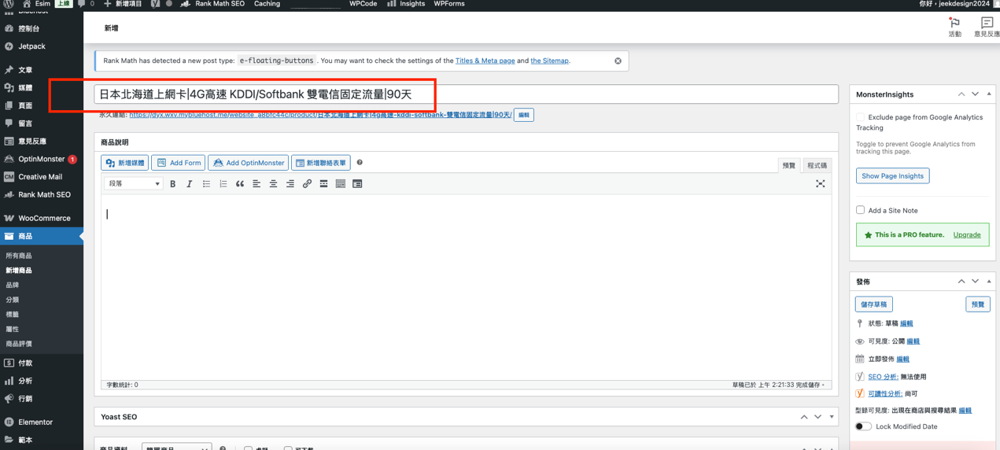 Esim 上線 0 新增項目 Rank Math SEO Caching WPCode Insights WPForms 你好，jeekdesign2024
Bluehost
控制台
Jetpack
文章
媒體
頁面
留言
意見反應
OptinMonster 1
Creative Mail
Rank Math SEO
WooCommerce
商品
所有商品
新增商品
品牌
分類
標籤
屬性
商品評價
付款
分析
行銷
Elementor
範本
新增
活動
意見反應
Rank Math has detected a new post type: e-floating-buttons. You may want to check the settings of the Titles & Meta page and the Sitemap.
日本北海道上網卡|4G高速 KDDI/Softbank 雙電信固定流量|90天
永久連結: https://dyx.wxv.mybluehost.me/website_a8bfc44c/product/日本北海道上網卡|4g高速-kddi-softbank-雙電信固定流量|90天/ 編輯
商品說明
新增媒體 Add Form Add OptinMonster 新增聯絡表單
預覽 程式碼
段落 B I
字數統計: 0
草稿已於 上午 2:21:33 完成儲存。
Yoast SEO
商品資料 簡單商品 虛擬 可下載
MonsterInsights
Exclude page from Google Analytics
Tracking
Toggle to prevent Google Analytics from
tracking this page.
Show Page Insights
Add a Site Note
This is a PRO feature. Upgrade
發佈
儲存草稿 預覽
狀態: 草稿 編輯
可見度: 公開 編輯
立即發佈 編輯
SEO 分析: 無法使用
可讀性分析: 尚可
型錄可見度: 出現在商店與搜尋結果 編輯
Lock Modified Date